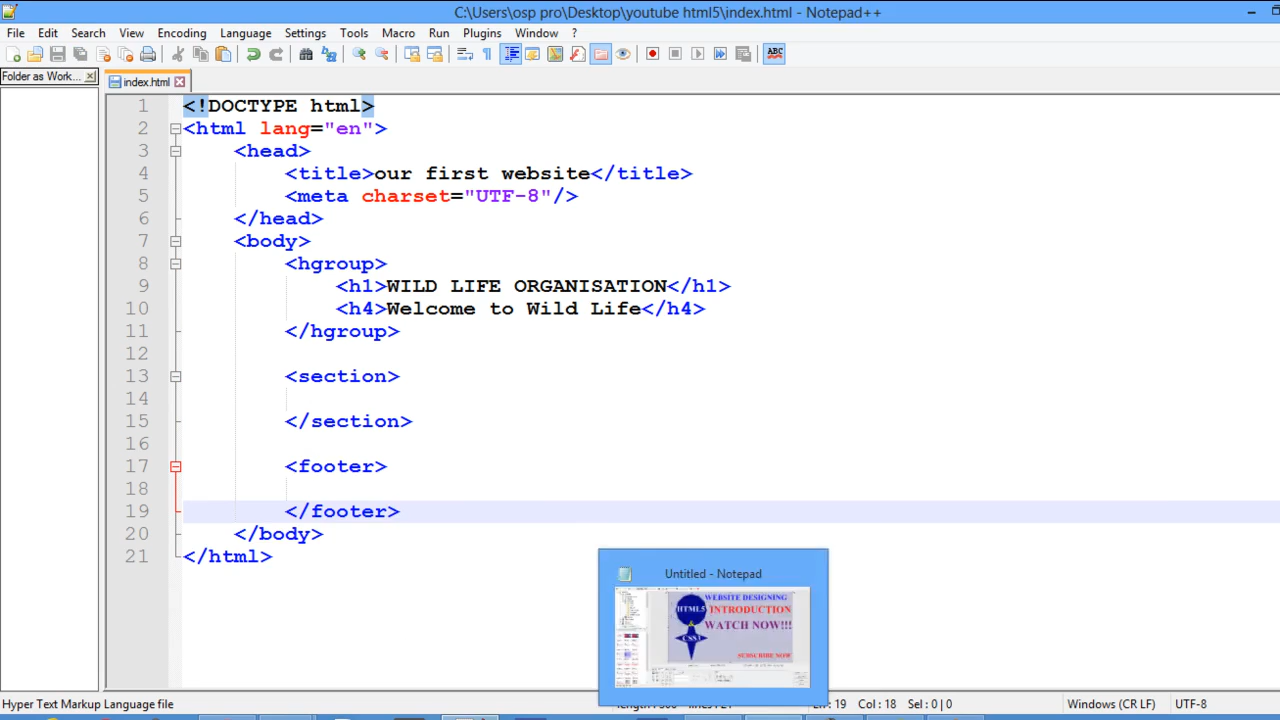 C:\Users\osp pro\Desktop\youtube html5\index.html - Notepad++
File Edit Search View Encoding Language Settings Tools Macro Run Plugins Window ?
ABC
Folder as Work...
index.html
1 <!DOCTYPE html>
2 <html lang="en">
3 <head>
4 <title>our first website</title>
5 <meta charset="UTF-8"/>
6 </head>
7 <body>
8 <hgroup>
9 <h1>WILD LIFE ORGANISATION</h1>
10 <h4>Welcome to Wild Life</h4>
11 </hgroup>
12
13 <section>
14
15 </section>
16
17 <footer>
18
19 </footer>
20 </body>
21 </html>
Untitled - Notepad
WEBSITE DESIGNING
HTML5 INTRODUCTION
WATCH NOW!!!
CSS3
SUBSCRIBE NOW
Hyper Text Markup Language file
Col : 18 Sel : 0 | 0
Windows (CR LF)
UTF-8